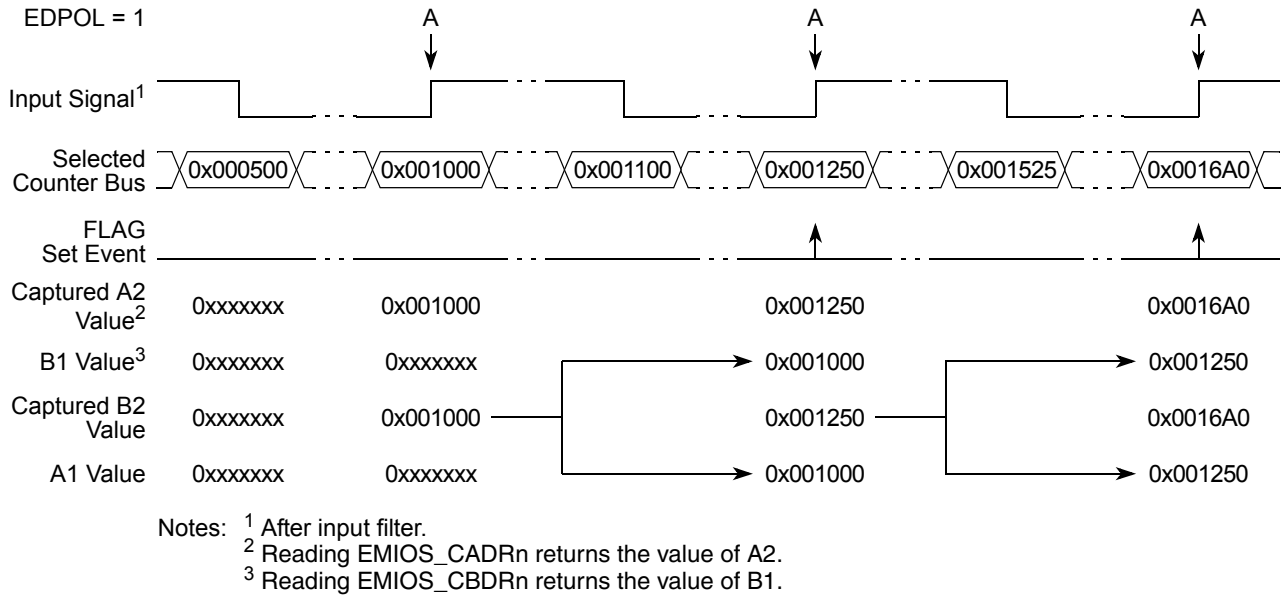 EDPOL = 1 A A A
Input Signal1
Selected
Counter Bus 0x000500 0x001000 0x001100 0x001250 0x001525 0x0016A0
FLAG
Set Event
Captured A2
Value2 0xxxxxxx 0x001000 0x001250 0x0016A0
B1 Value3 0xxxxxxx 0xxxxxxx 0x001000 0x001250
Captured B2
Value 0xxxxxxx 0x001000 0x001250 0x0016A0
A1 Value 0xxxxxxx 0xxxxxxx 0x001000 0x001250
Notes: 1 After input filter.
2 Reading EMIOS_CADRn returns the value of A2.
3 Reading EMIOS_CBDRn returns the value of B1.